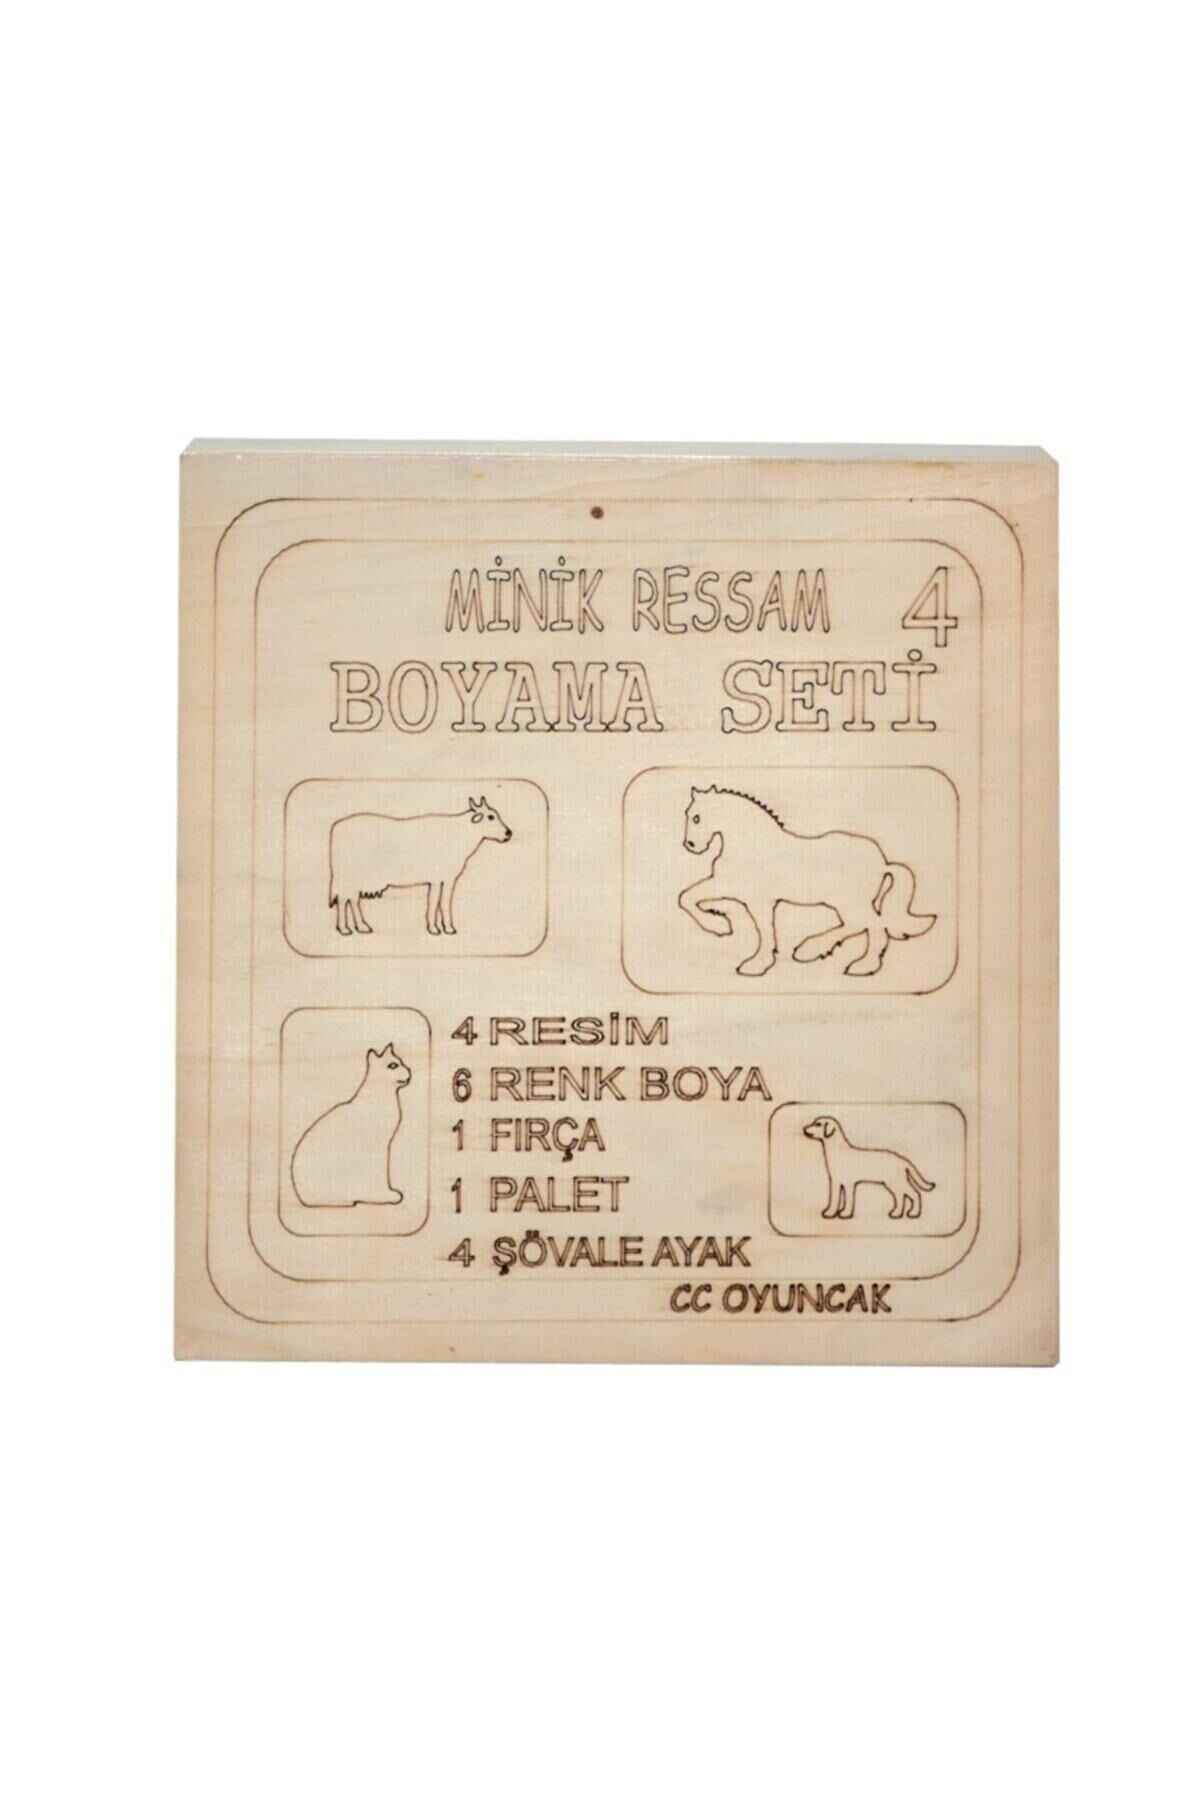 MİNİK RESSAM 4
BOYAMA SETİ
4 RESİM
6 RENK BOYA
1 FIRÇA
1 PALET
4 ŞÖVALE AYAK
CC OYUNCAK